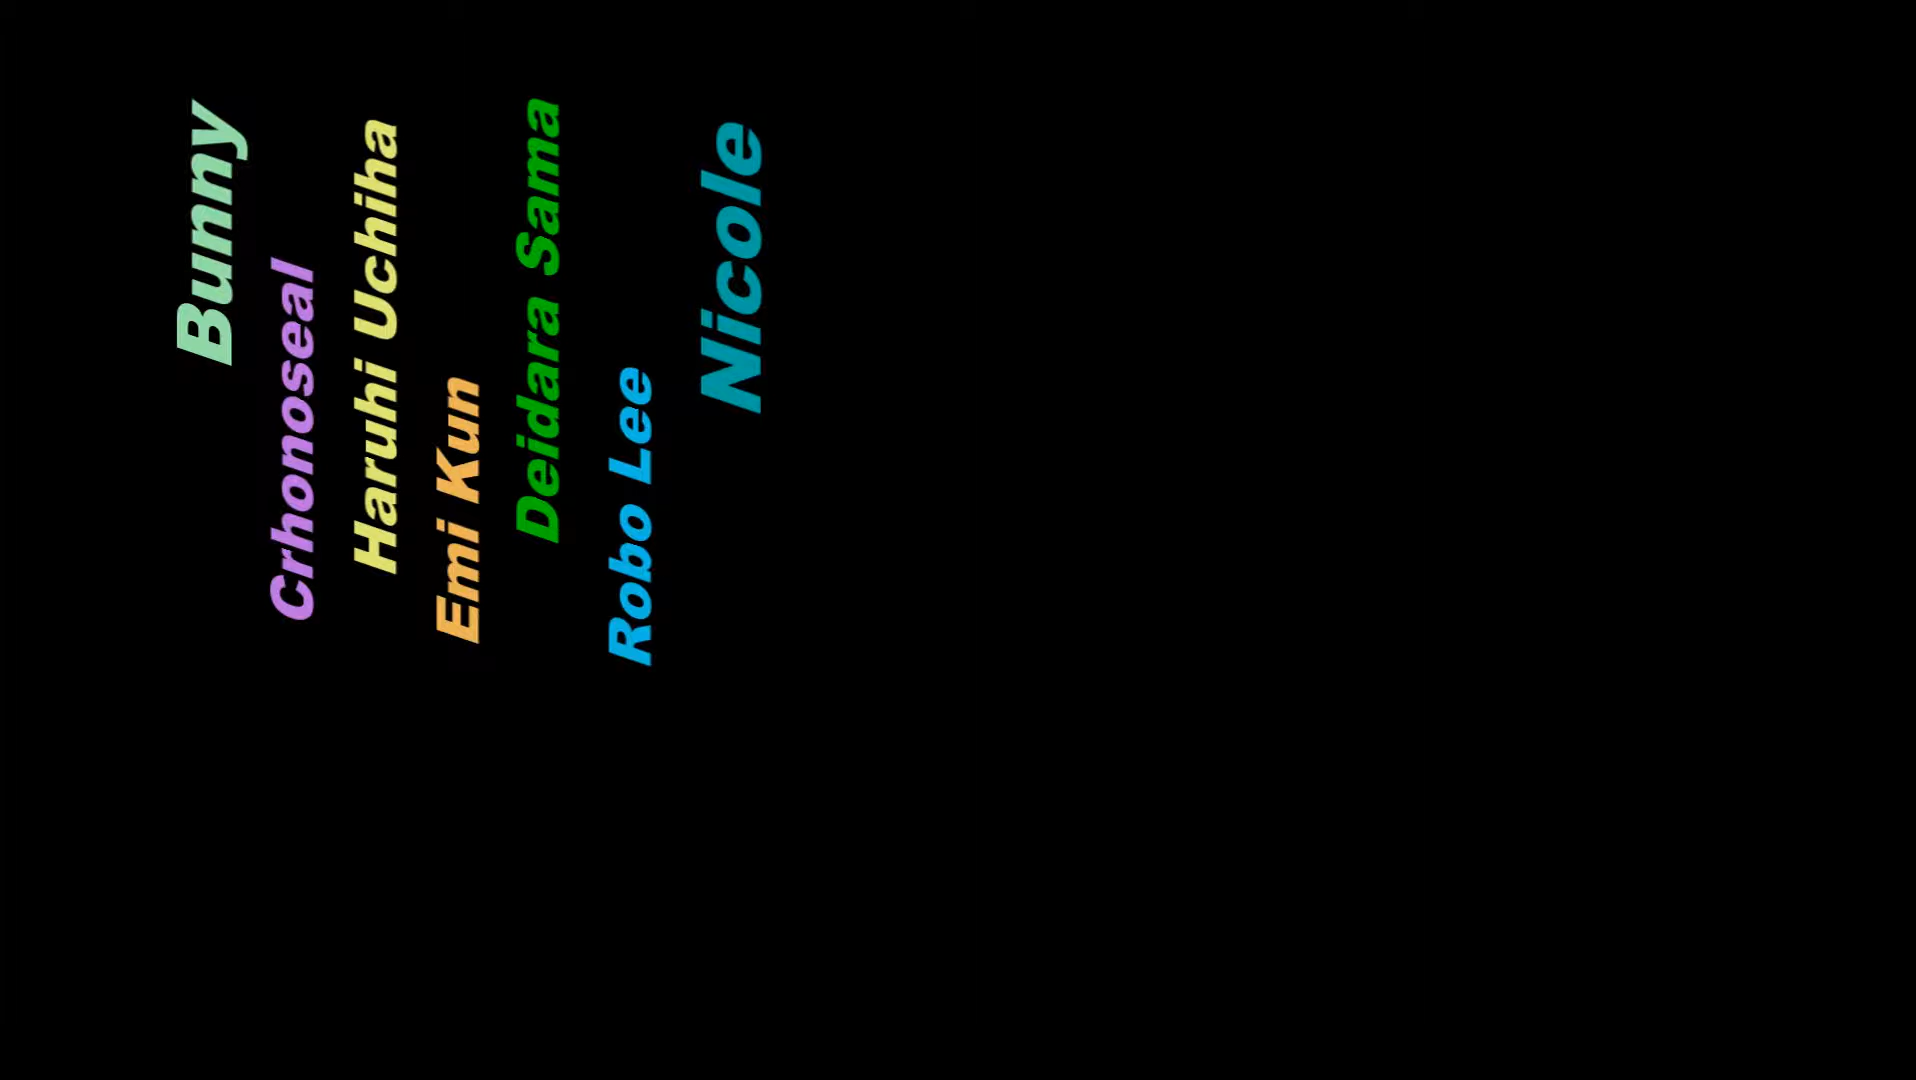 Bunny
Crhonoseal
Haruhi Uchiha
Emi Kun
Deidara Sama
Robo Lee
Nicole